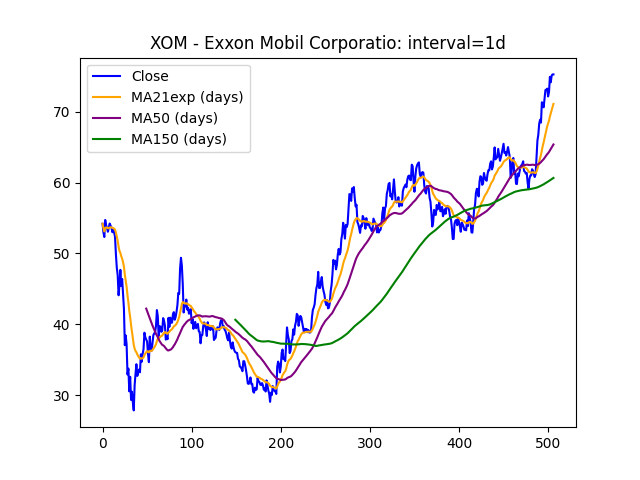 XOM - Exxon Mobil Corporatio: interval=1d
Close
MA21exp (days)
MA50 (days)
MA150 (days)
70
60
50
40
30
0 100 200 300 400 500